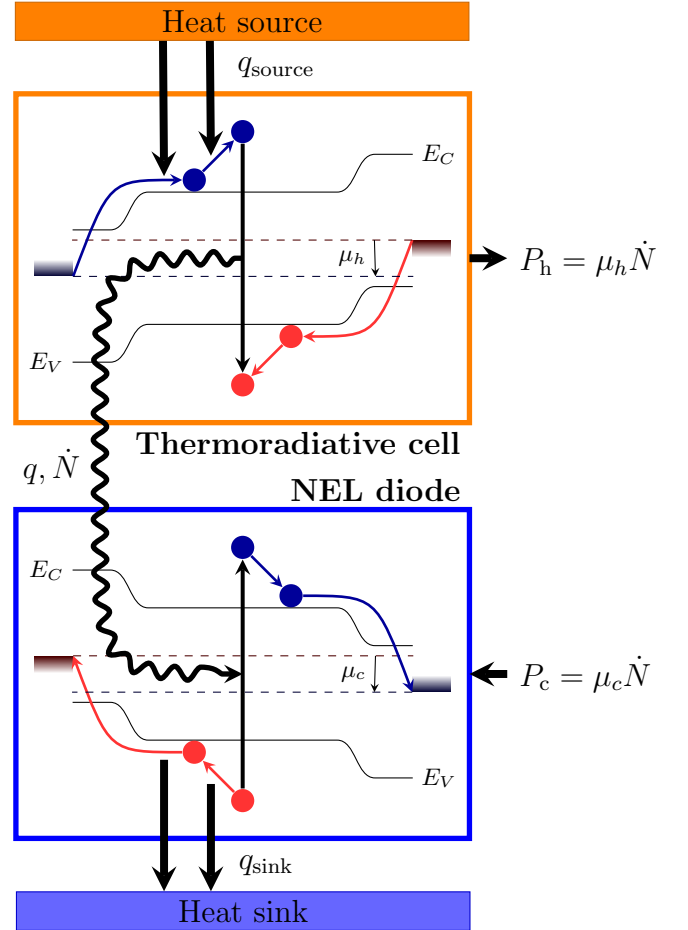 Heat source
q_source
E_C
μ_h
P_h = μ_h Ṅ
E_V
Thermoradiative cell
q, Ṅ
NEL diode
E_C
μ_c
P_c = μ_c Ṅ
E_V
q_sink
Heat sink